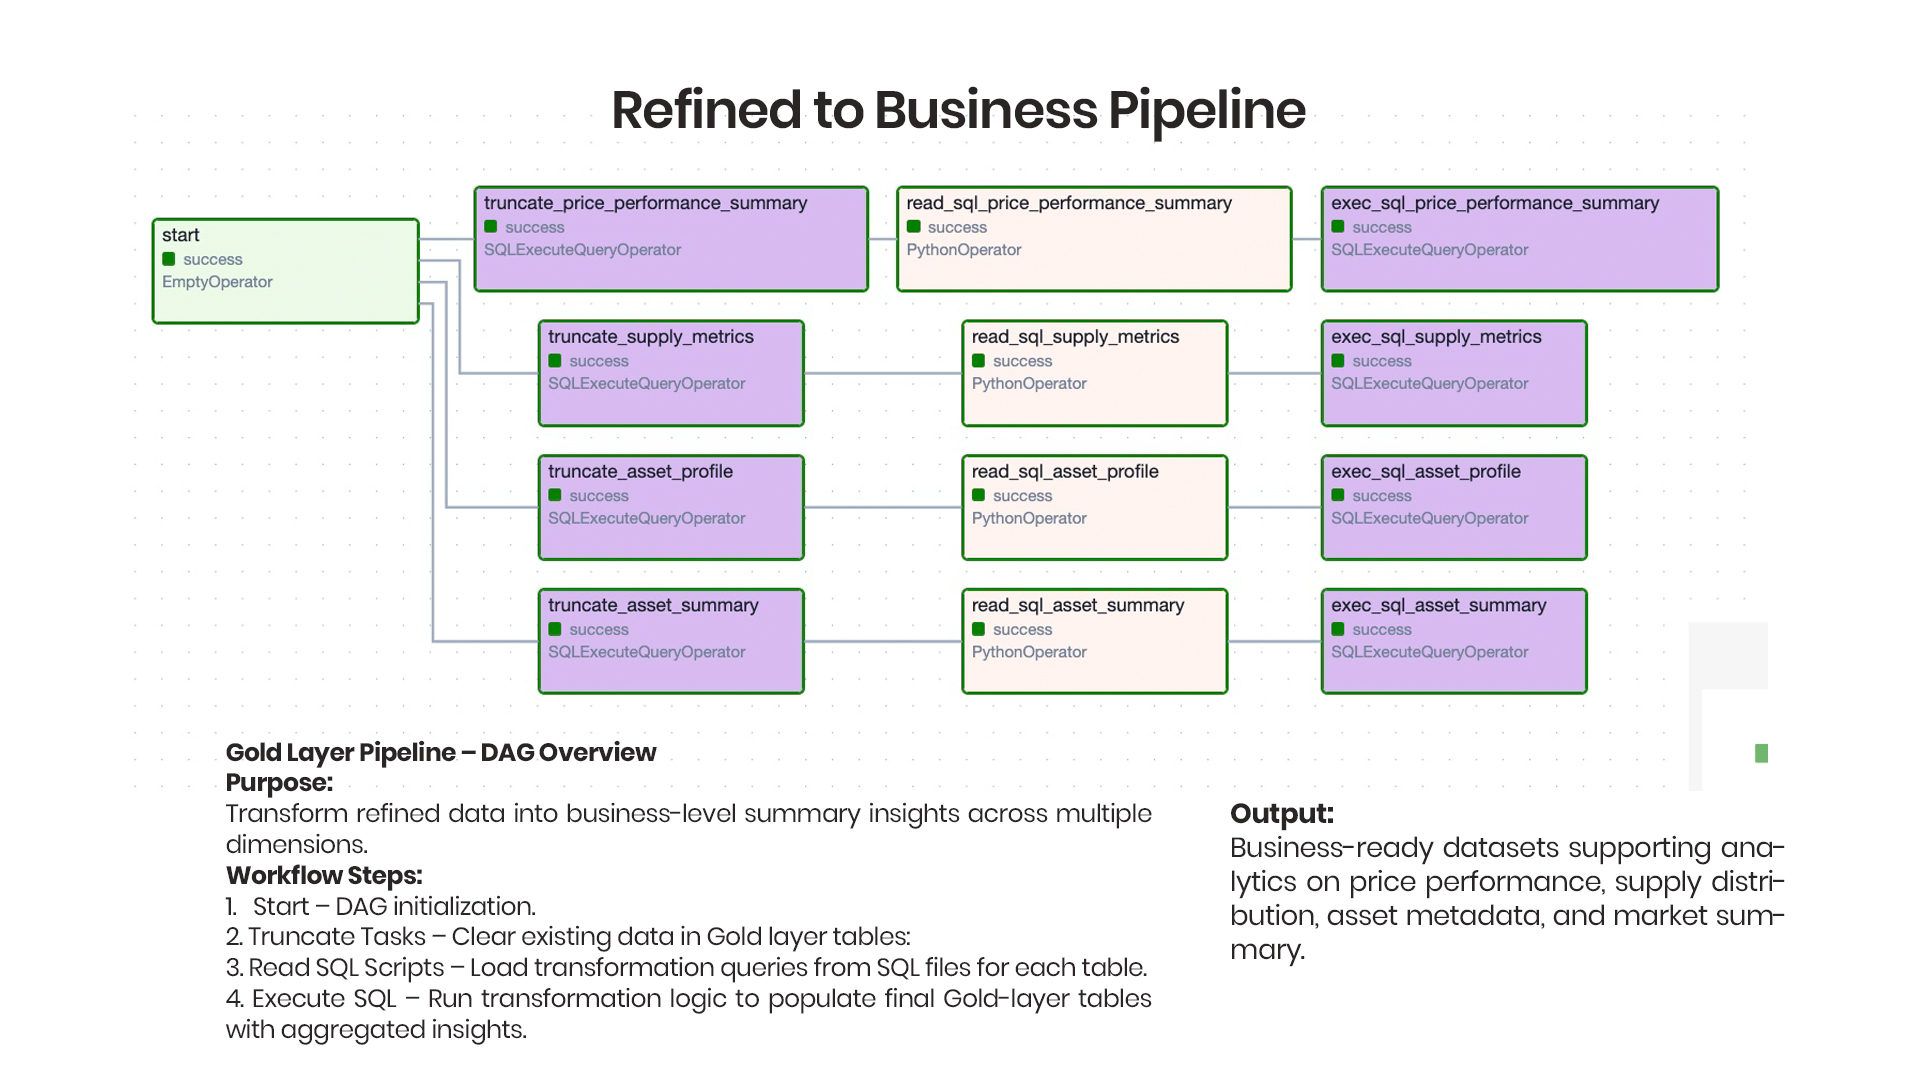 Refined to Business Pipeline
start
success
EmptyOperator
truncate_price_performance_summary
success
SQLExecuteQueryOperator
read_sql_price_performance_summary
success
PythonOperator
exec_sql_price_performance_summary
success
SQLExecuteQueryOperator
truncate_supply_metrics
success
SQLExecuteQueryOperator
read_sql_supply_metrics
success
PythonOperator
exec_sql_supply_metrics
success
SQLExecuteQueryOperator
truncate_asset_profile
success
SQLExecuteQueryOperator
read_sql_asset_profile
success
PythonOperator
exec_sql_asset_profile
success
SQLExecuteQueryOperator
truncate_asset_summary
success
SQLExecuteQueryOperator
read_sql_asset_summary
success
PythonOperator
exec_sql_asset_summary
success
SQLExecuteQueryOperator
Gold Layer Pipeline – DAG Overview
Purpose:
Transform refined data into business-level summary insights across multiple
dimensions.
Workflow Steps:
1. Start – DAG initialization.
2. Truncate Tasks – Clear existing data in Gold layer tables:
3. Read SQL Scripts – Load transformation queries from SQL files for each table.
4. Execute SQL – Run transformation logic to populate final Gold-layer tables
with aggregated insights.
Output:
Business-ready datasets supporting ana-
lytics on price performance, supply distri-
bution, asset metadata, and market sum-
mary.